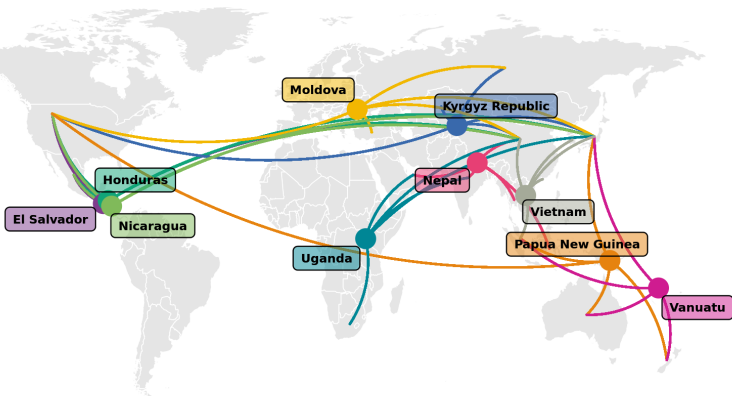 Moldova
Kyrgyz Republic
Honduras
Nepal
El Salvador
Nicaragua
Vietnam
Uganda
Papua New Guinea
Vanuatu